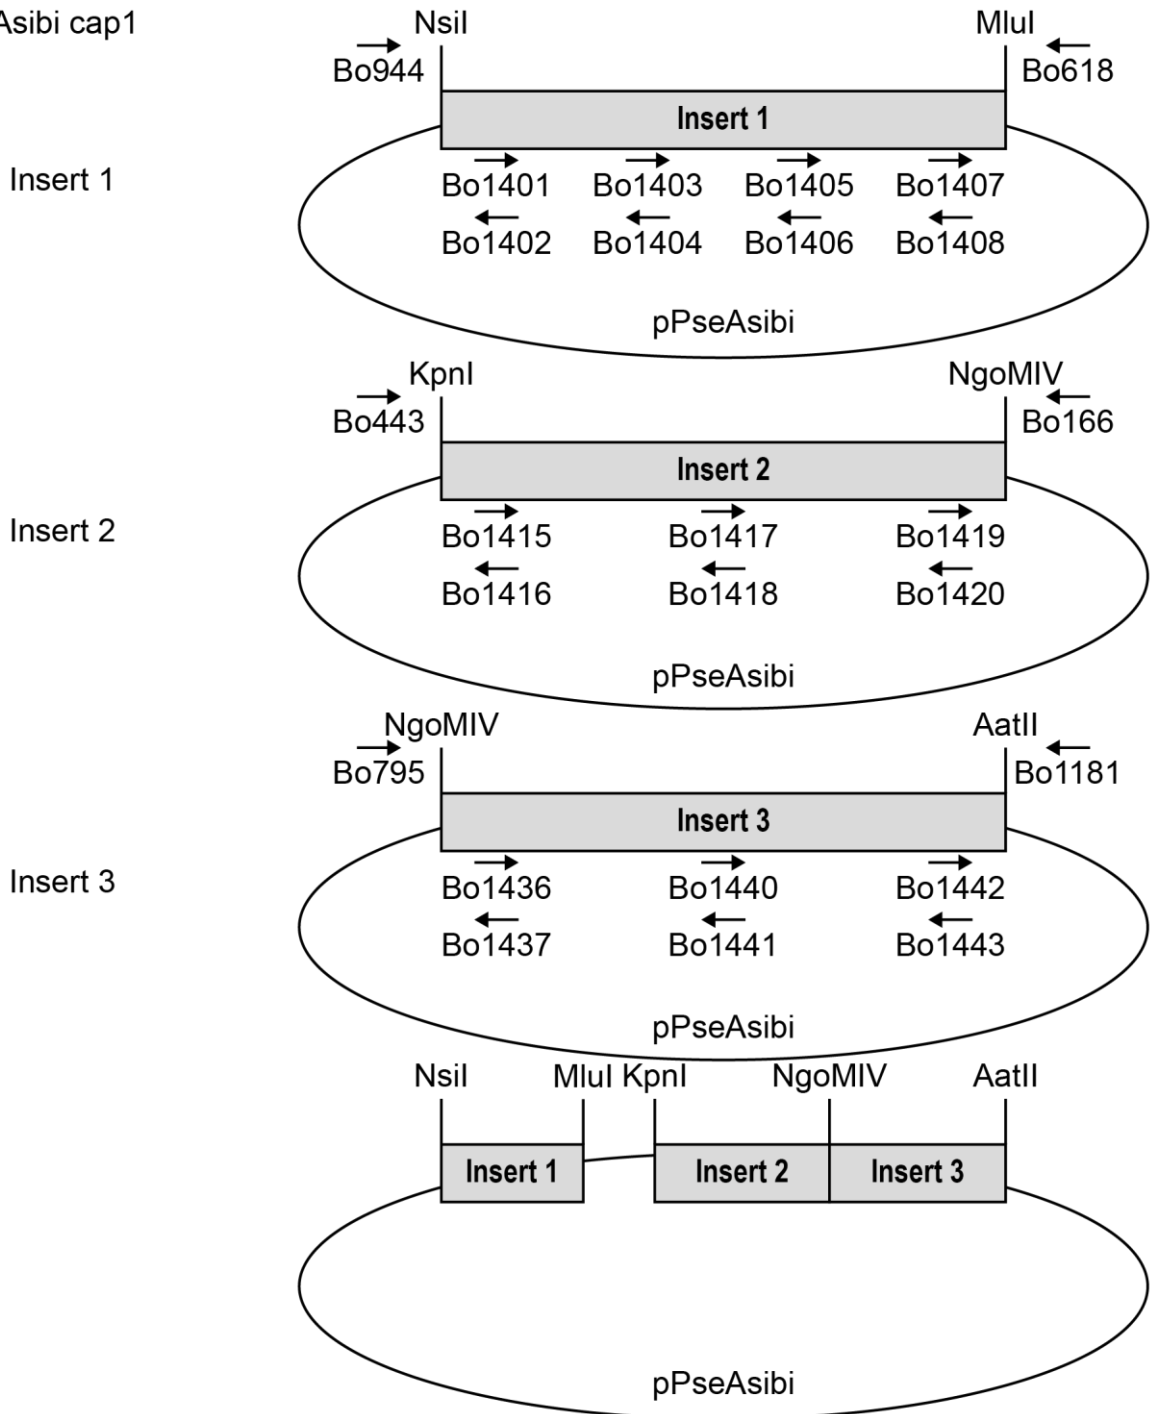 Asibi cap1
NsiI MluI
Bo944 Bo618
Insert 1
Insert 1
Bo1401 Bo1403 Bo1405 Bo1407
Bo1402 Bo1404 Bo1406 Bo1408
pPseAsibi
KpnI NgoMIV
Bo443 Bo166
Insert 2
Insert 2
Bo1415 Bo1417 Bo1419
Bo1416 Bo1418 Bo1420
pPseAsibi
NgoMIV AatII
Bo795 Bo1181
Insert 3
Insert 3
Bo1436 Bo1440 Bo1442
Bo1437 Bo1441 Bo1443
pPseAsibi
NsiI MluI KpnI NgoMIV AatII
Insert 1 Insert 2 Insert 3
pPseAsibi